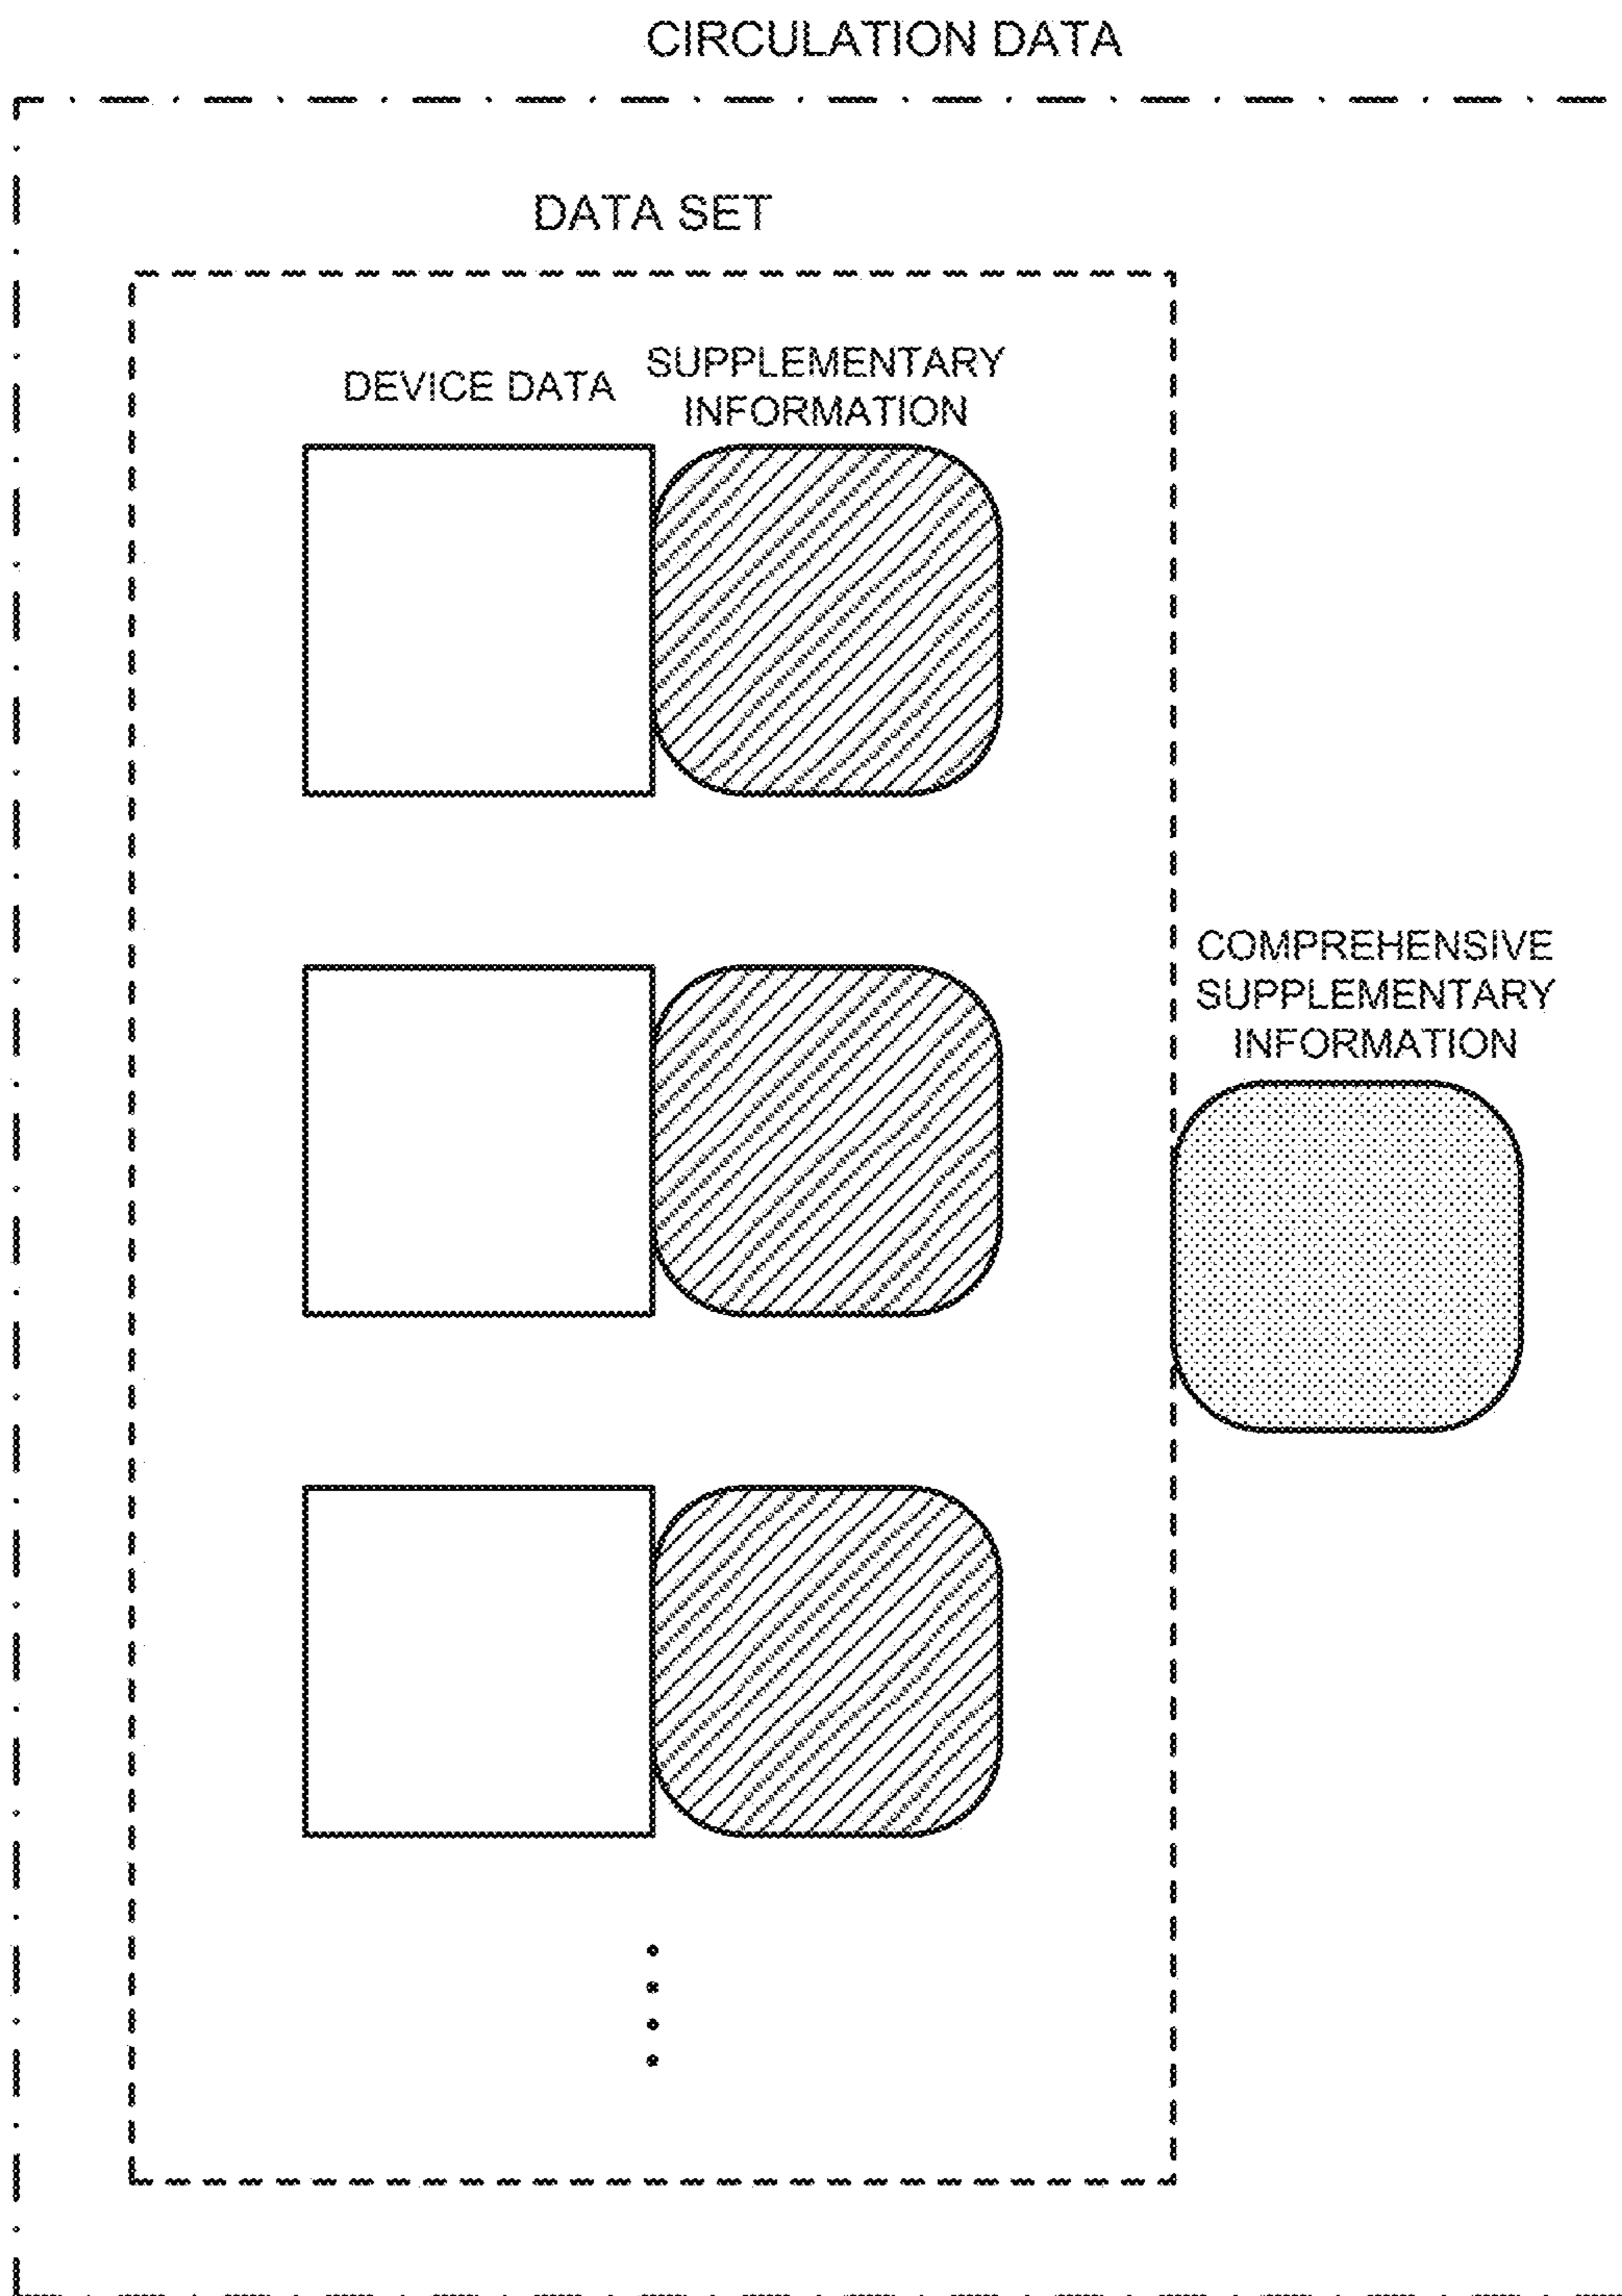 CIRCULATION DATA
DATA SET
DEVICE DATA
SUPPLEMENTARY
INFORMATION
COMPREHENSIVE
SUPPLEMENTARY
INFORMATION